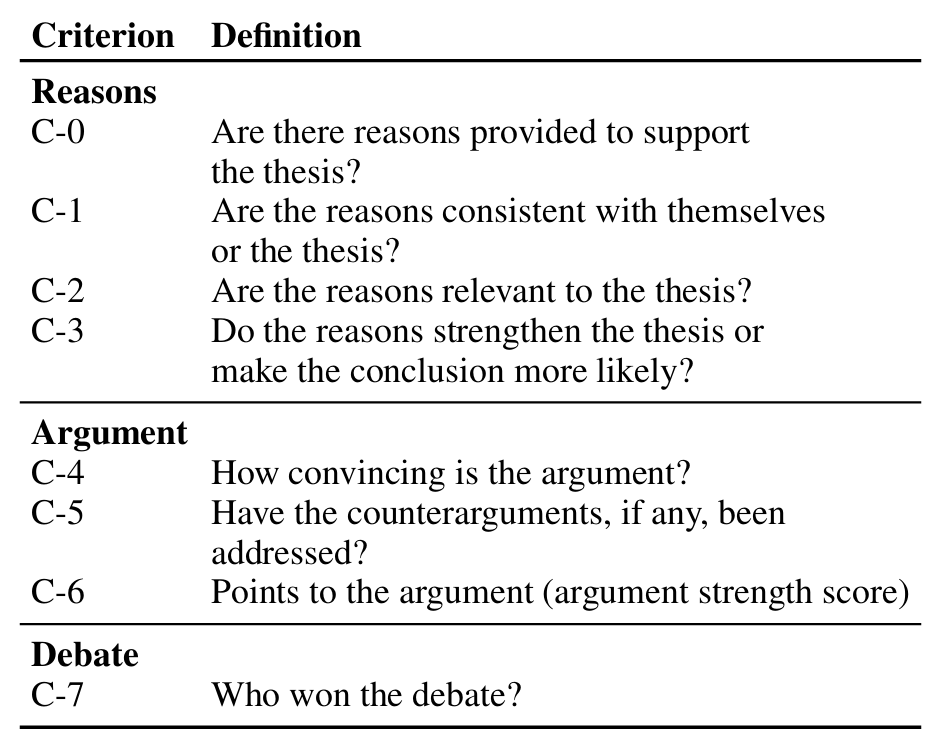 Criterion Definition
Reasons
C-0 Are there reasons provided to support
the thesis?
C-1 Are the reasons consistent with themselves
or the thesis?
C-2 Are the reasons relevant to the thesis?
C-3 Do the reasons strengthen the thesis or
make the conclusion more likely?
Argument
C-4 How convincing is the argument?
C-5 Have the counterarguments, if any, been
addressed?
C-6 Points to the argument (argument strength score)
Debate
C-7 Who won the debate?